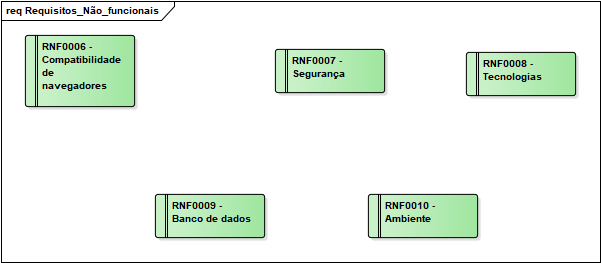 req Requisitos_Não_funcionais
RNF0006 -
Compatibilidade
de
navegadores
RNF0007 -
Segurança
RNF0008 -
Tecnologias
RNF0009 -
Banco de dados
RNF0010 -
Ambiente